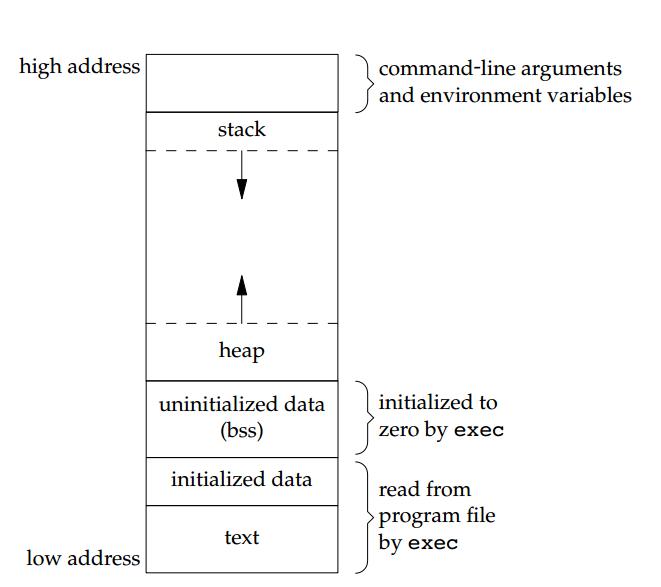 high address
command-line arguments
and environment variables
stack
heap
uninitialized data
(bss)
initialized to
zero by exec
initialized data
read from
program file
by exec
text
low address